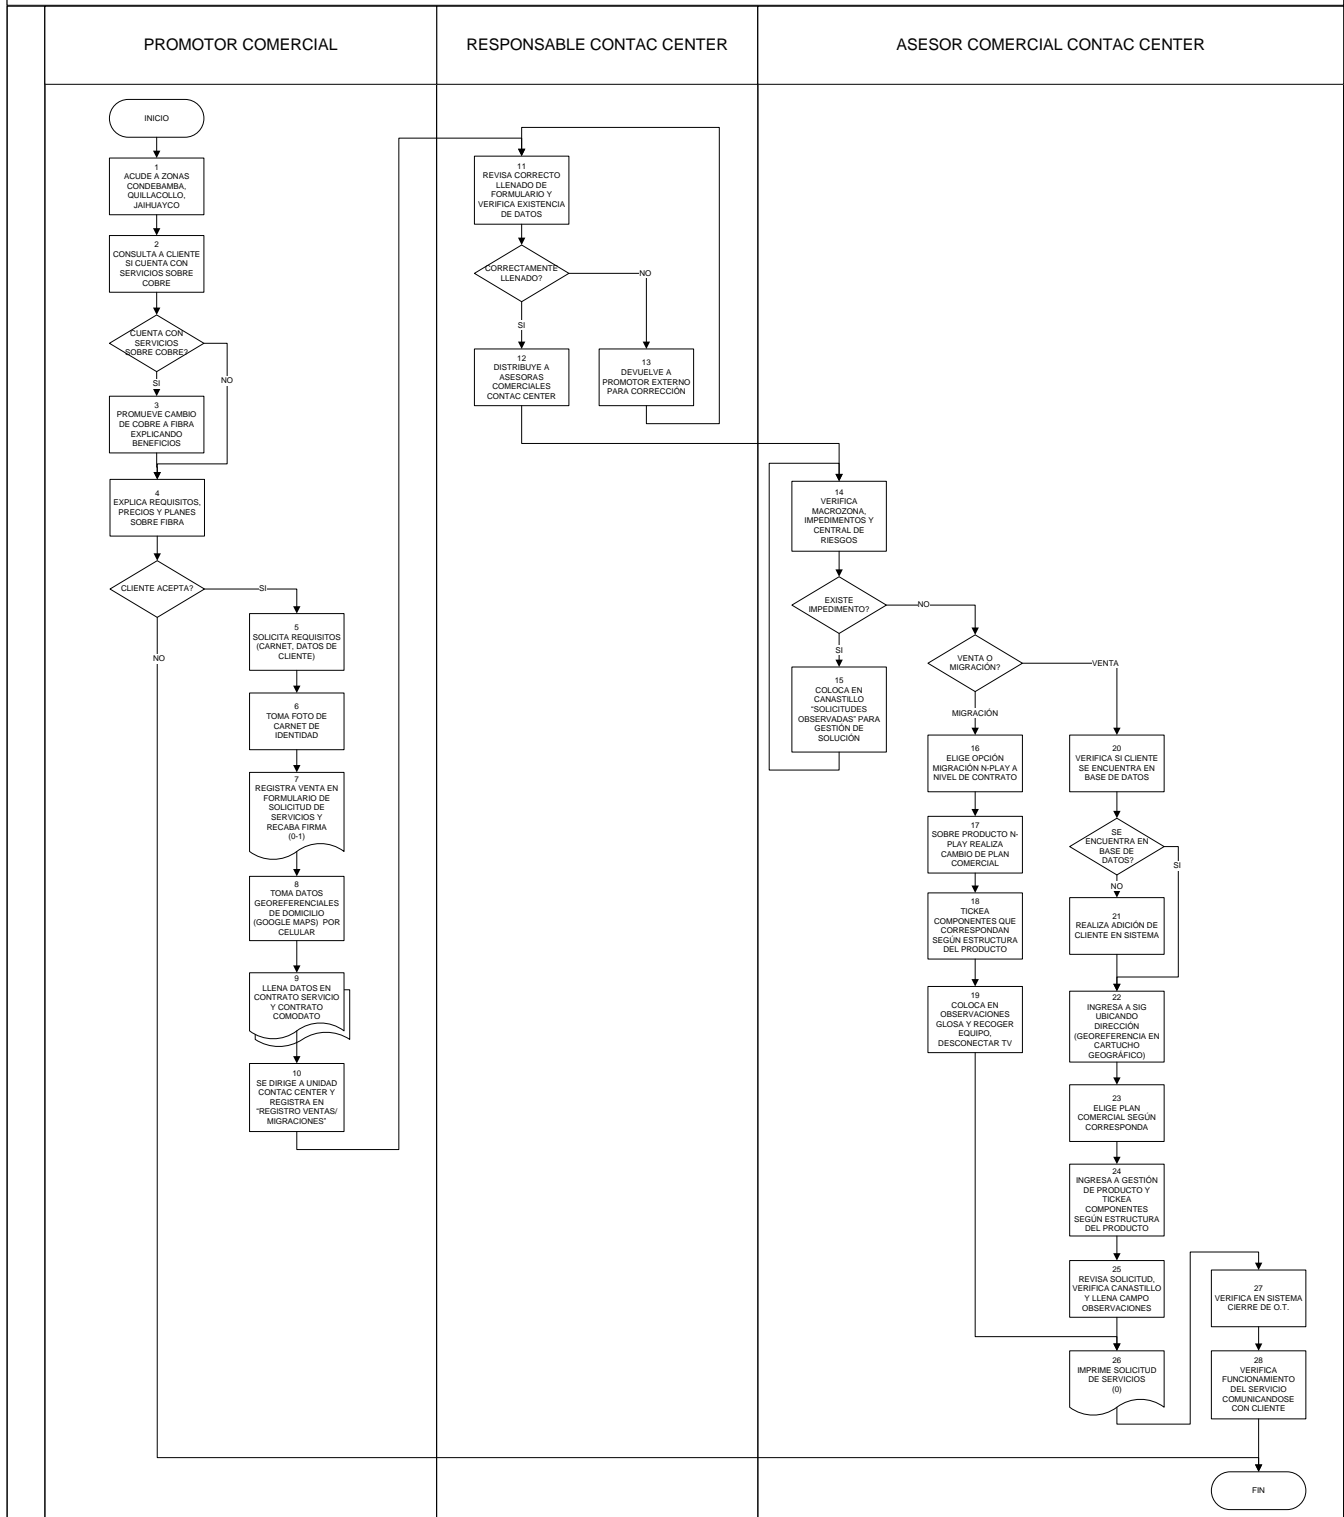 PROMOTOR COMERCIAL
RESPONSABLE CONTAC CENTER
ASESOR COMERCIAL CONTAC CENTER
INICIO
1
ACUDE A ZONAS
CONDEBAMBA,
QUILLACOLLO,
JAIHUAYCO
2
CONSULTA A CLIENTE
SI CUENTA CON
SERVICIOS SOBRE
COBRE
CUENTA CON
SERVICIOS
SOBRE COBRE?
SI
NO
3
PROMUEVE CAMBIO
DE COBRE A FIBRA
EXPLICANDO
BENEFICIOS
4
EXPLICA REQUISITOS,
PRECIOS Y PLANES
SOBRE FIBRA
CLIENTE ACEPTA?
SI
NO
5
SOLICITA REQUISITOS
(CARNET, DATOS DE
CLIENTE)
6
TOMA FOTO DE
CARNET DE
IDENTIDAD
7
REGISTRA VENTA EN
FORMULARIO DE
SOLICITUD DE
SERVICIOS Y
RECABA FIRMA
(0-1)
8
TOMA DATOS
GEOREFERENCIALES
DE DOMICILIO
(GOOGLE MAPS) POR
CELULAR
9
LLENA DATOS EN
CONTRATO SERVICIO
Y CONTRATO
COMODATO
10
SE DIRIGE A UNIDAD
CONTAC CENTER Y
REGISTRA EN
"REGISTRO VENTAS/
MIGRACIONES"
11
REVISA CORRECTO
LLENADO DE
FORMULARIO Y
VERIFICA EXISTENCIA
DE DATOS
CORRECTAMENTE
LLENADO?
NO
SI
12
DISTRIBUYE A
ASESORAS
COMERCIALES
CONTAC CENTER
13
DEVUELVE A
PROMOTOR EXTERNO
PARA CORRECCIÓN
14
VERIFICA
MACROZONA,
IMPEDIMENTOS Y
CENTRAL DE
RIESGOS
EXISTE
IMPEDIMENTO?
NO
SI
15
COLOCA EN
CANASTILLO
"SOLICITUDES
OBSERVADAS" PARA
GESTIÓN DE
SOLUCIÓN
VENTA O
MIGRACIÓN?
VENTA
MIGRACIÓN
16
ELIGE OPCIÓN
MIGRACIÓN N-PLAY A
NIVEL DE CONTRATO
17
SOBRE PRODUCTO N-
PLAY REALIZA
CAMBIO DE PLAN
COMERCIAL
18
TICKEA
COMPONENTES QUE
CORRESPONDAN
SEGÚN ESTRUCTURA
DEL PRODUCTO
19
COLOCA EN
OBSERVACIONES
GLOSA Y RECOGER
EQUIPO,
DESCONECTAR TV
20
VERIFICA SI CLIENTE
SE ENCUENTRA EN
BASE DE DATOS
SE
ENCUENTRA EN
BASE DE
DATOS?
SI
NO
21
REALIZA ADICIÓN DE
CLIENTE EN SISTEMA
22
INGRESA A SIG
UBICANDO
DIRECCIÓN
(GEOREFERENCIA EN
CARTUCHO
GEOGRÁFICO)
23
ELIGE PLAN
COMERCIAL SEGÚN
CORRESPONDA
24
INGRESA A GESTIÓN
DE PRODUCTO Y
TICKEA
COMPONENTES
SEGÚN ESTRUCTURA
DEL PRODUCTO
25
REVISA SOLICITUD,
VERIFICA CANASTILLO
Y LLENA CAMPO
OBSERVACIONES
26
IMPRIME SOLICITUD
DE SERVICIOS
(0)
27
VERIFICA EN SISTEMA
CIERRE DE O.T.
28
VERIFICA
FUNCIONAMIENTO
DEL SERVICIO
COMUNICANDOSE
CON CLIENTE
FIN